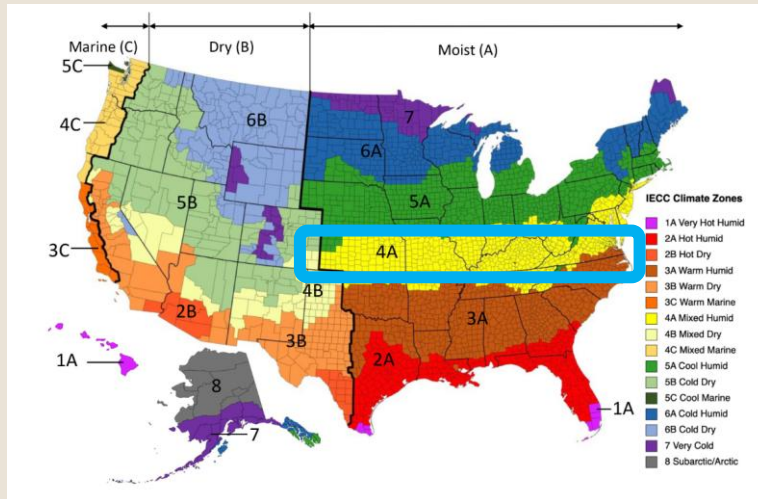 Marine (C)
Dry (B)
Moist (A)
5C
4C
6B
7
6A
5B
5A
3C
4A
4B
2B
3B
3A
2A
1A
8
7
1A
IECC Climate Zones
1A Very Hot Humid
2A Hot Humid
2B Hot Dry
3A Warm Humid
3B Warm Dry
3C Warm Marine
4A Mixed Humid
4B Mixed Dry
4C Mixed Marine
5A Cool Humid
5B Cold Dry
5C Cool Marine
6A Cold Humid
6B Cold Dry
7 Very Cold
8 Subarctic/Arctic